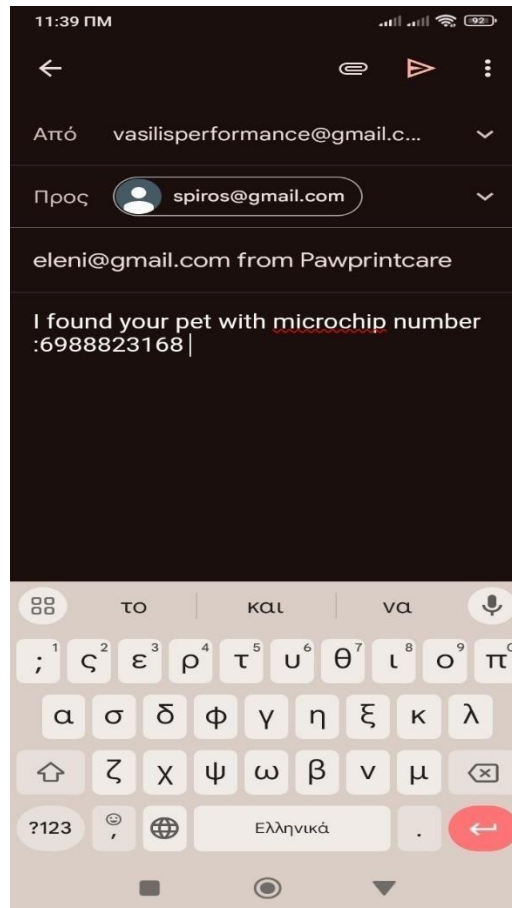 11:39 ΠΜ
92
Από vasilisperformance@gmail.c...
Προς spiros@gmail.com
eleni@gmail.com from Pawprintcare
I found your pet with microchip number
:6988823168
το και να
; 1 ς 2 ε 3 ρ 4 τ 5 υ 6 θ 7 ι 8 ο 9 π 0
α σ δ φ γ η ξ κ λ
ζ χ ψ ω β ν μ
?123 , Ελληνικά .